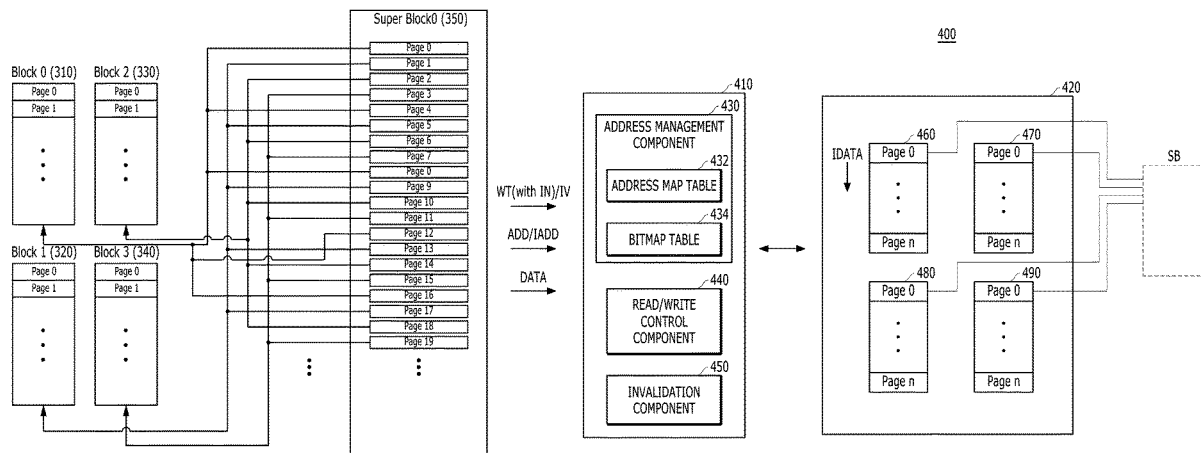 Super Block0 (350)
Page 0
Page 1
Page 2
Page 3
Page 4
Page 5
Page 6
Page 7
Page 0
Page 9
Page 10
Page 11
Page 12
Page 13
Page 14
Page 15
Page 16
Page 17
Page 18
Page 19
Block 0 (310)
Page 0
Page 1
Block 2 (330)
Page 0
Page 1
Block 1 (320)
Page 0
Page 1
Block 3 (340)
Page 0
Page 1
WT(with IN)/IV
ADD/IADD
DATA
400
410
430
ADDRESS MANAGEMENT
COMPONENT
432
ADDRESS MAP TABLE
434
BITMAP TABLE
440
READ/WRITE
CONTROL
COMPONENT
450
INVALIDATION
COMPONENT
420
IDATA
460
Page 0
Page n
470
Page 0
Page n
480
Page 0
Page n
490
Page 0
Page n
SB